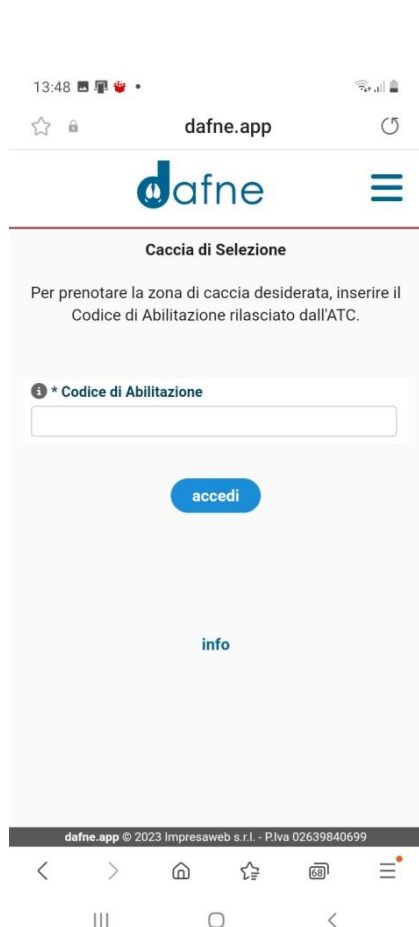 13:48
dafne.app
dafne
Caccia di Selezione
Per prenotare la zona di caccia desiderata, inserire il
Codice di Abilitazione rilasciato dall'ATC.
* Codice di Abilitazione
accedi
info
dafne.app © 2023 Impresaweb s.r.l. - P.Iva 02639840699
68